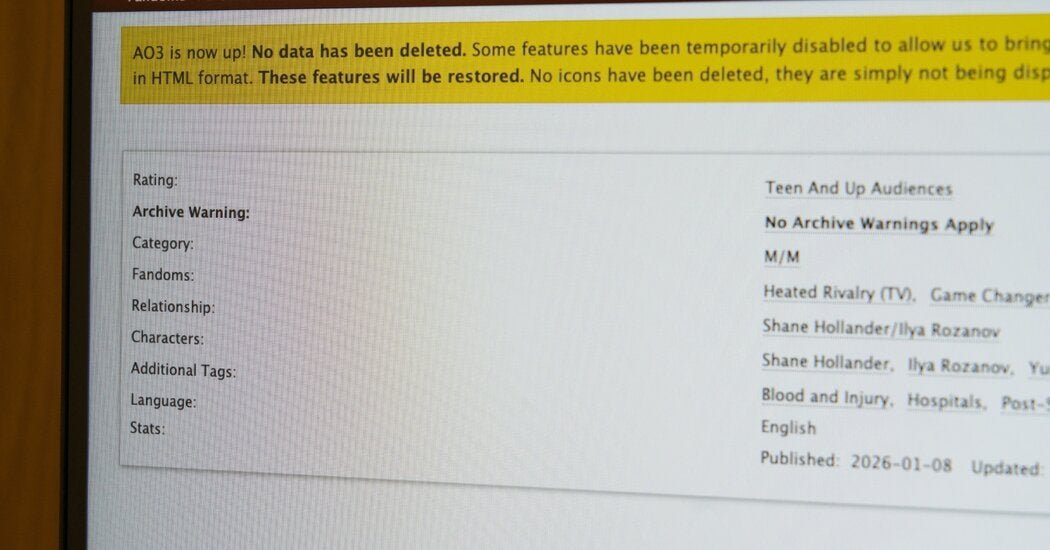 AO3 is now up! No data has been deleted. Some features have been temporarily disabled to allow us to bring
in HTML format. These features will be restored. No icons have been deleted, they are simply not being
Rating:
Teen And Up Audiences
Archive Warning:
No Archive Warnings Apply
Category:
M/M
Fandoms:
Heated Rivalry (TV), Game Changer
Relationship:
Shane Hollander/Ilya Rozanov
Characters:
Shane Hollander, Ilya Rozanov, Yu
Additional Tags:
Blood and Injury, Hospitals, Post-
Language:
English
Stats:
Published: 2026-01-08 Updated: